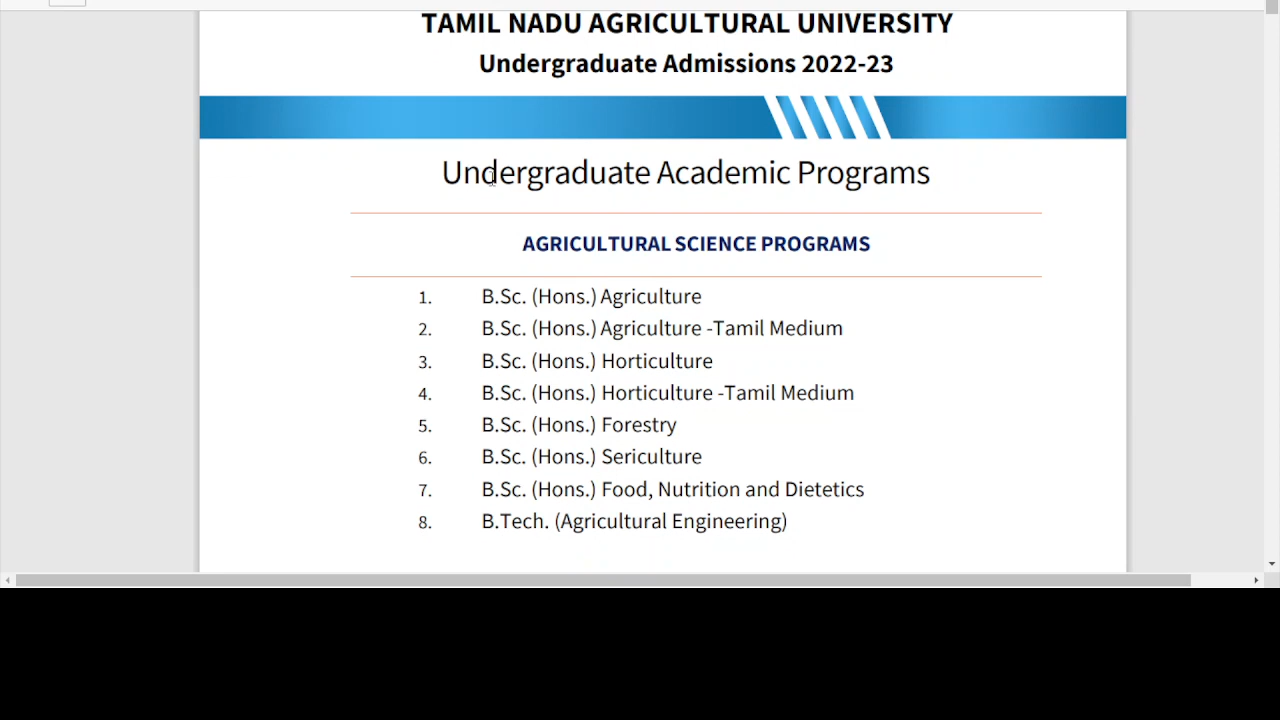 TAMIL NADU AGRICULTURAL UNIVERSITY
Undergraduate Admissions 2022-23
Undergraduate Academic Programs
AGRICULTURAL SCIENCE PROGRAMS
1. B.Sc. (Hons.) Agriculture
2. B.Sc. (Hons.) Agriculture -Tamil Medium
3. B.Sc. (Hons.) Horticulture
4. B.Sc. (Hons.) Horticulture -Tamil Medium
5. B.Sc. (Hons.) Forestry
6. B.Sc. (Hons.) Sericulture
7. B.Sc. (Hons.) Food, Nutrition and Dietetics
8. B.Tech. (Agricultural Engineering)